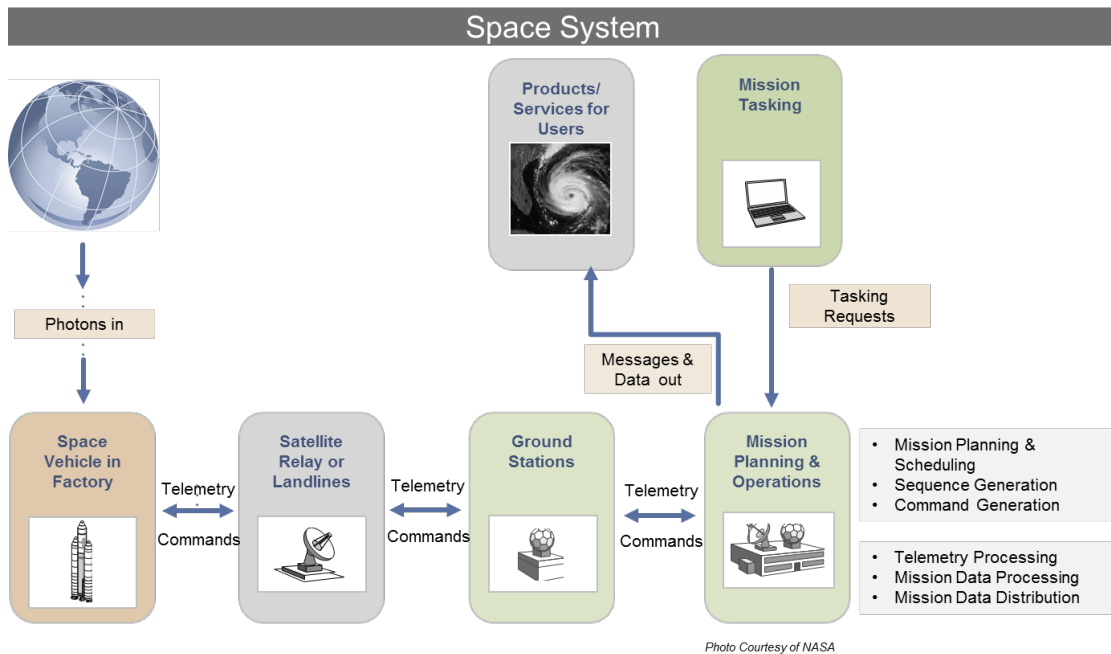 Space System
Products/
Services for
Users
Mission
Tasking
Photons in
Tasking
Requests
Messages &
Data out
Space
Vehicle in
Factory
Telemetry
Commands
Satellite
Relay or
Landlines
Telemetry
Commands
Ground
Stations
Telemetry
Commands
Mission
Planning &
Operations
• Mission Planning &
Scheduling
• Sequence Generation
• Command Generation
• Telemetry Processing
• Mission Data Processing
• Mission Data Distribution
Photo Courtesy of NASA